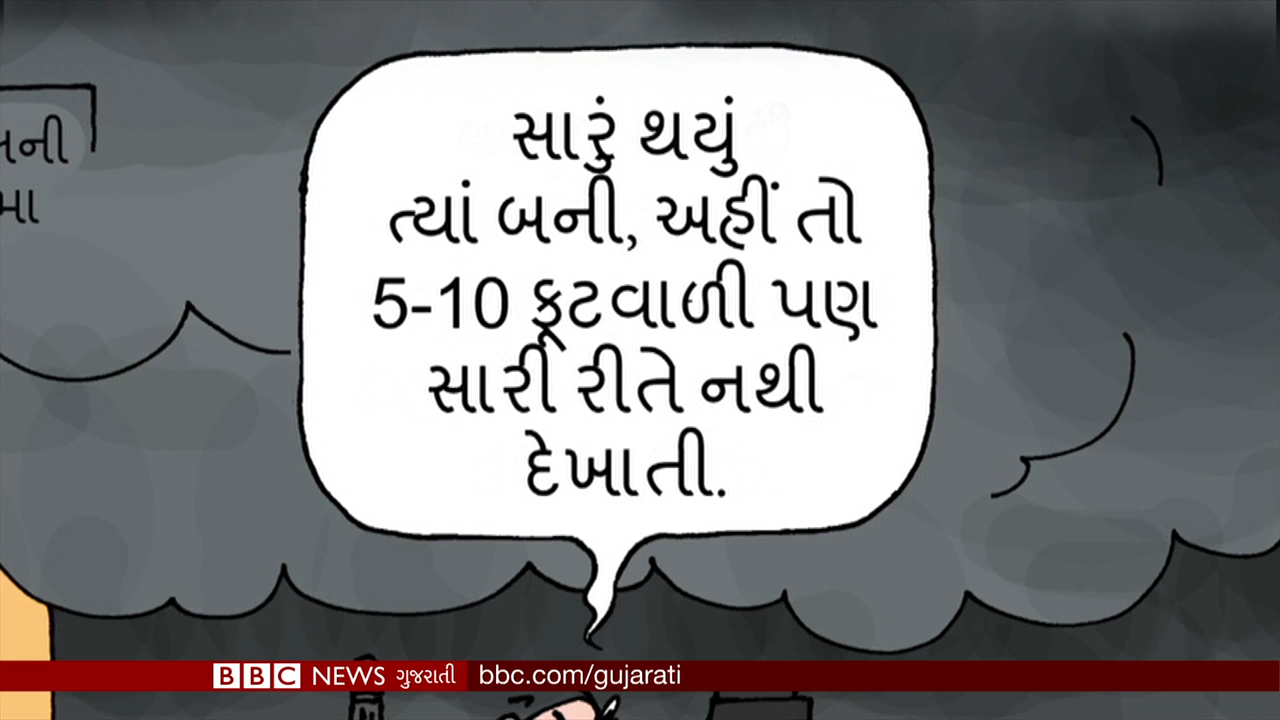 સારું થયું
ત્યાં બની, અહીં તો
5-10 ફૂટવાળી પણ
સારી રીતે નથી
દેખાતી.
BBC NEWS ગુજરાતી bbc.com/gujarati